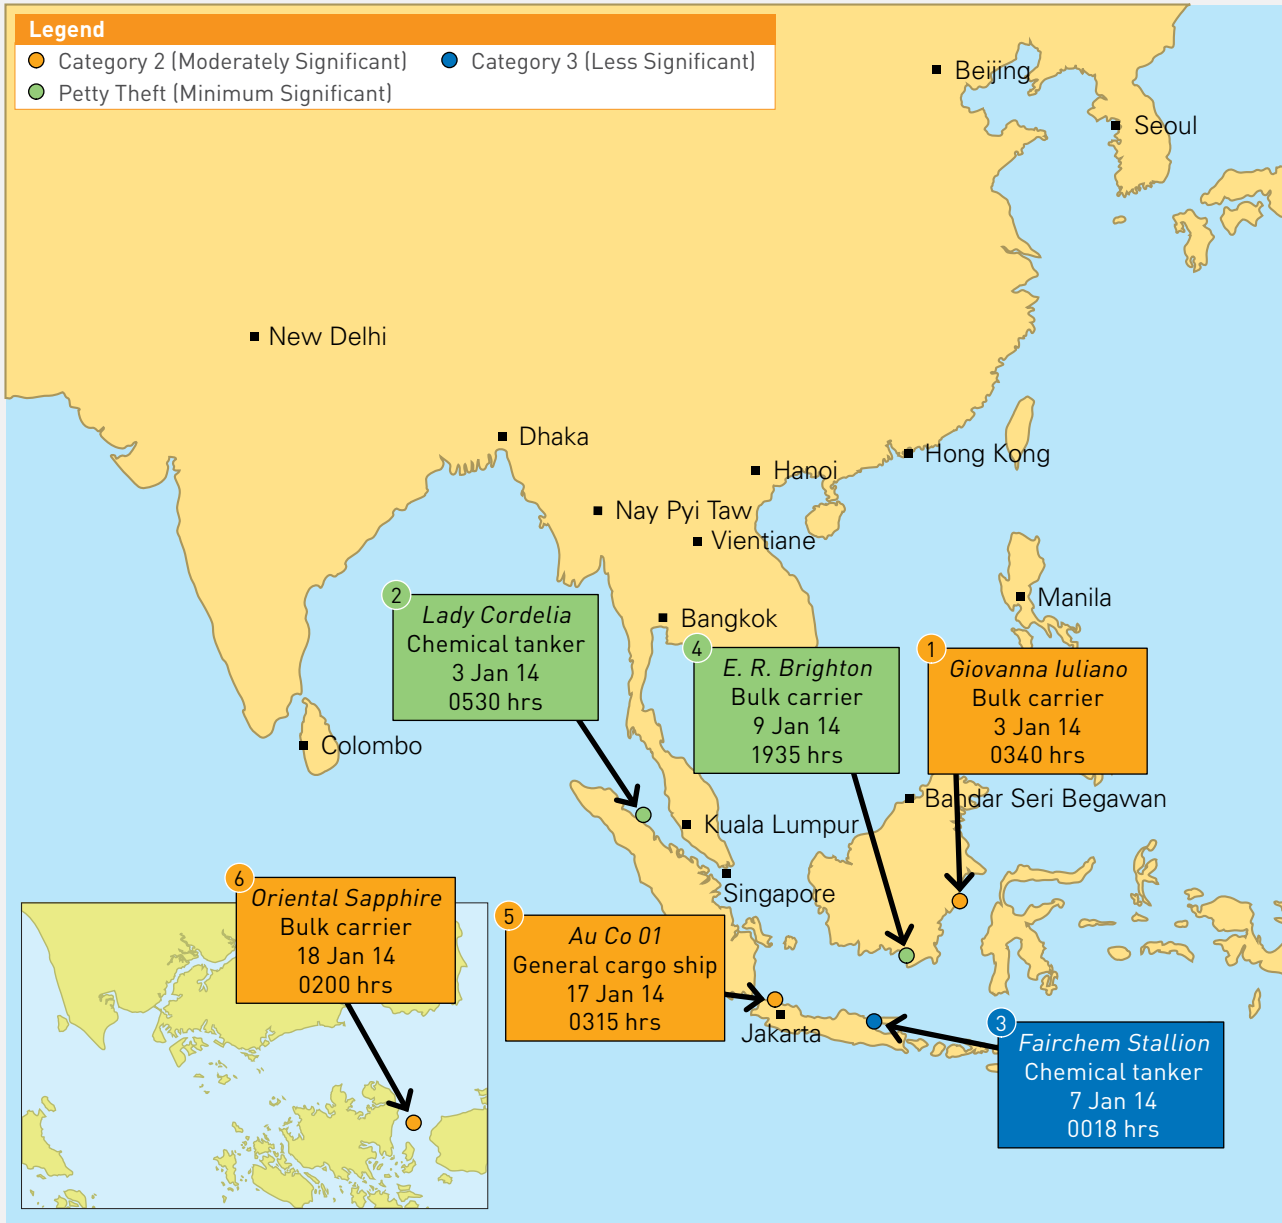 Legend
Category 2 (Moderately Significant)
Category 3 (Less Significant)
Petty Theft (Minimum Significant)
Beijing
Seoul
New Delhi
Dhaka
Hong Kong
Hanoi
Nay Pyi Taw
Vientiane
Manila
Bangkok
2
Lady Cordelia
Chemical tanker
3 Jan 14
0530 hrs
4
E. R. Brighton
Bulk carrier
9 Jan 14
1935 hrs
1
Giovanna Iuliano
Bulk carrier
3 Jan 14
0340 hrs
Colombo
Bandar Seri Begawan
Kuala Lumpur
Singapore
6
Oriental Sapphire
Bulk carrier
18 Jan 14
0200 hrs
5
Au Co 01
General cargo ship
17 Jan 14
0315 hrs
Jakarta
3
Fairchem Stallion
Chemical tanker
7 Jan 14
0018 hrs